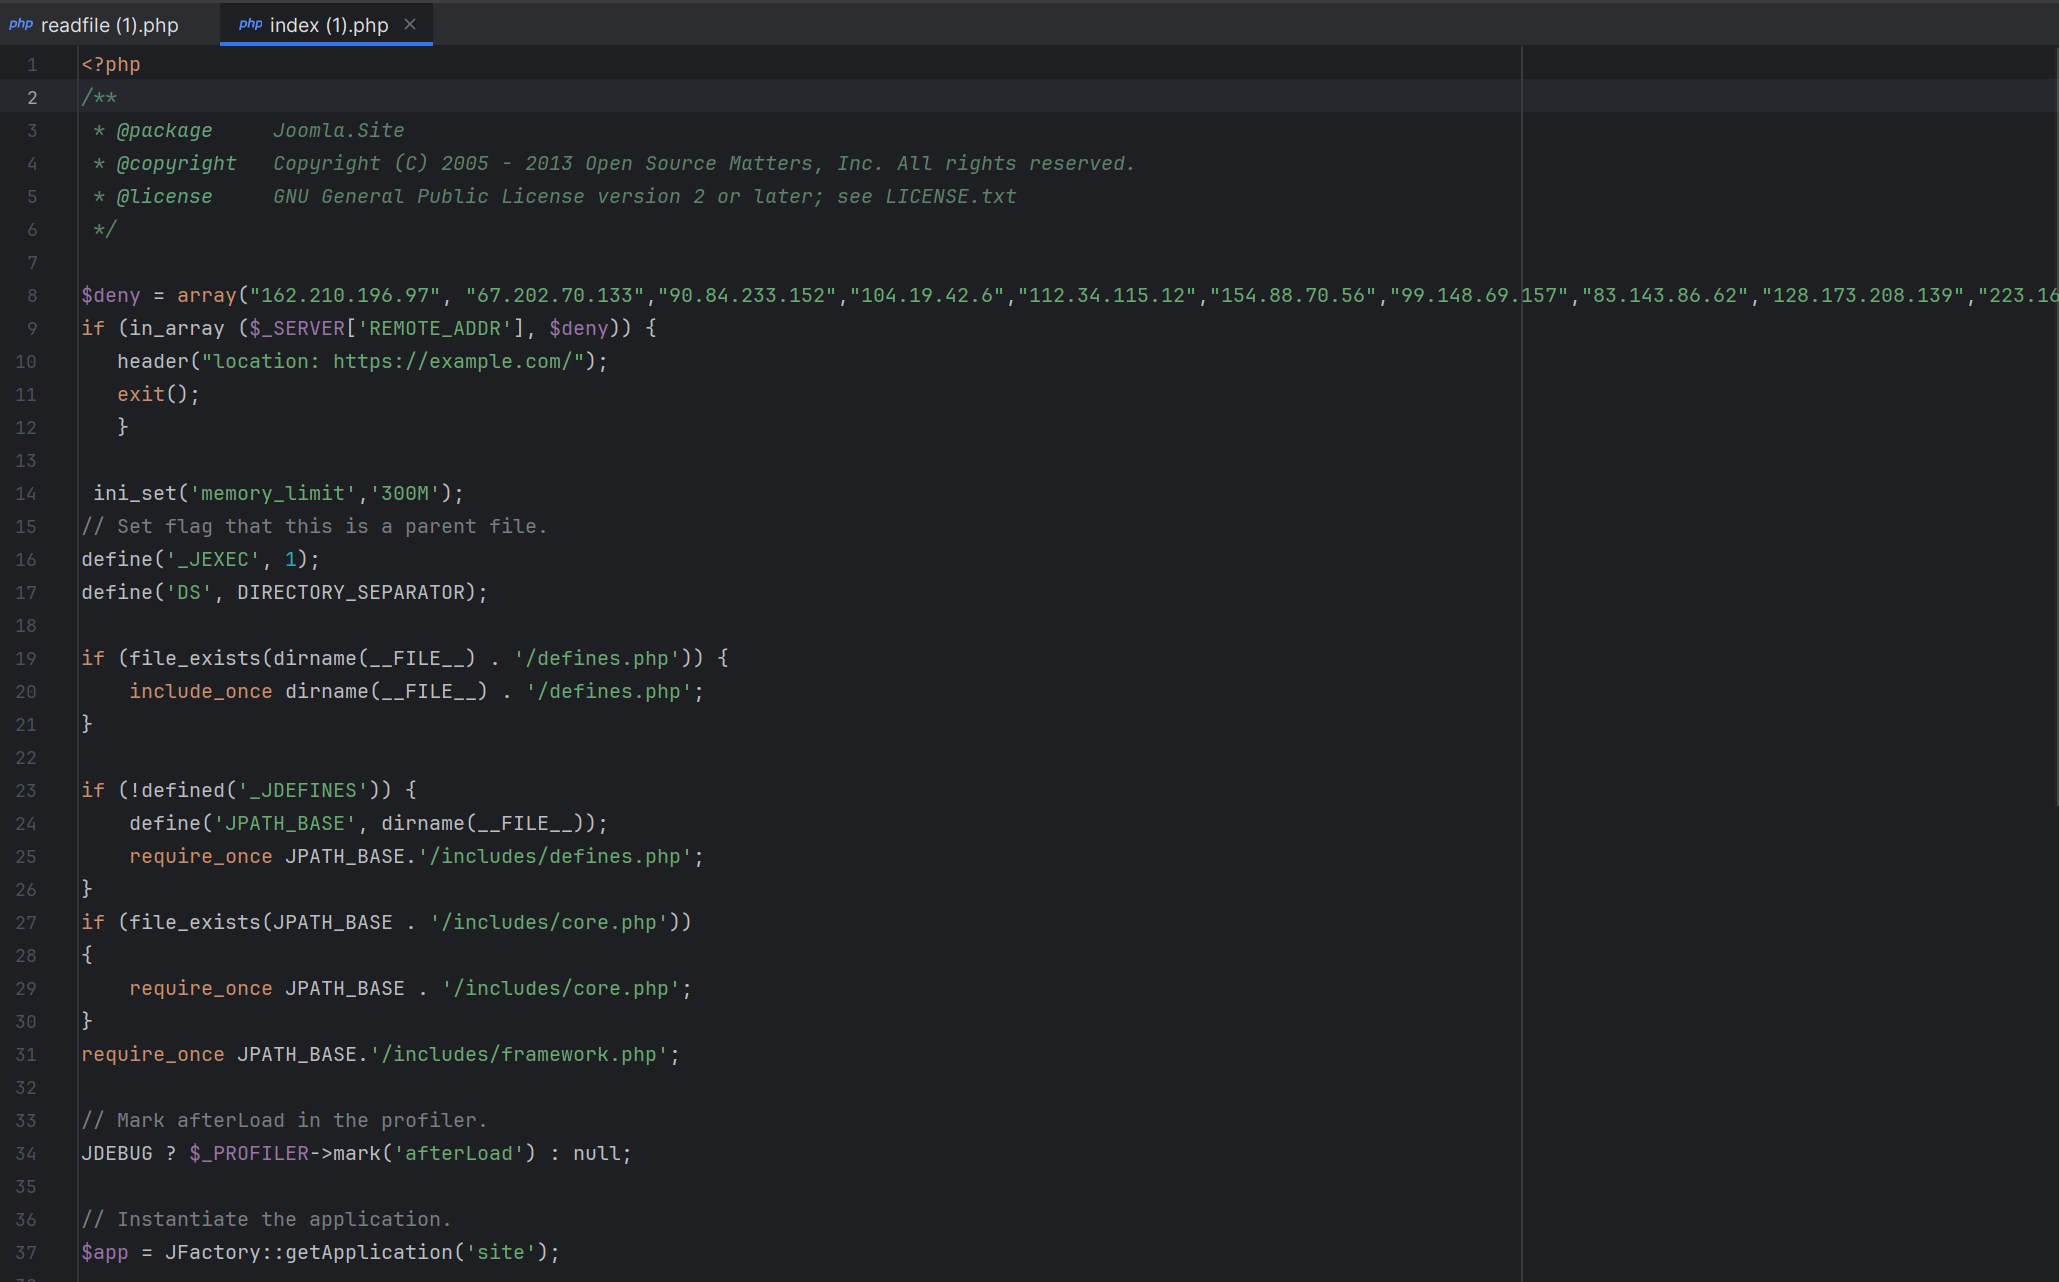 php readfile (1).php php index (1).php ×
1 <?php
2 /**
3  * @package     Joomla.Site
4  * @copyright   Copyright (C) 2005 - 2013 Open Source Matters, Inc. All rights reserved.
5  * @license     GNU General Public License version 2 or later; see LICENSE.txt
6  */
7
8 $deny = array("162.210.196.97", "67.202.70.133","90.84.233.152","104.19.42.6","112.34.115.12","154.88.70.56","99.148.69.157","83.143.86.62","128.173.208.139","223.16
9 if (in_array ($_SERVER['REMOTE_ADDR'], $deny)) {
10    header("location: https://example.com/");
11    exit();
12    }
13
14  ini_set('memory_limit','300M');
15 // Set flag that this is a parent file.
16 define('_JEXEC', 1);
17 define('DS', DIRECTORY_SEPARATOR);
18
19 if (file_exists(dirname(__FILE__) . '/defines.php')) {
20     include_once dirname(__FILE__) . '/defines.php';
21 }
22
23 if (!defined('_JDEFINES')) {
24     define('JPATH_BASE', dirname(__FILE__));
25     require_once JPATH_BASE.'/includes/defines.php';
26 }
27 if (file_exists(JPATH_BASE . '/includes/core.php'))
28 {
29     require_once JPATH_BASE . '/includes/core.php';
30 }
31 require_once JPATH_BASE.'/includes/framework.php';
32
33 // Mark afterLoad in the profiler.
34 JDEBUG ? $_PROFILER->mark('afterLoad') : null;
35
36 // Instantiate the application.
37 $app = JFactory::getApplication('site');